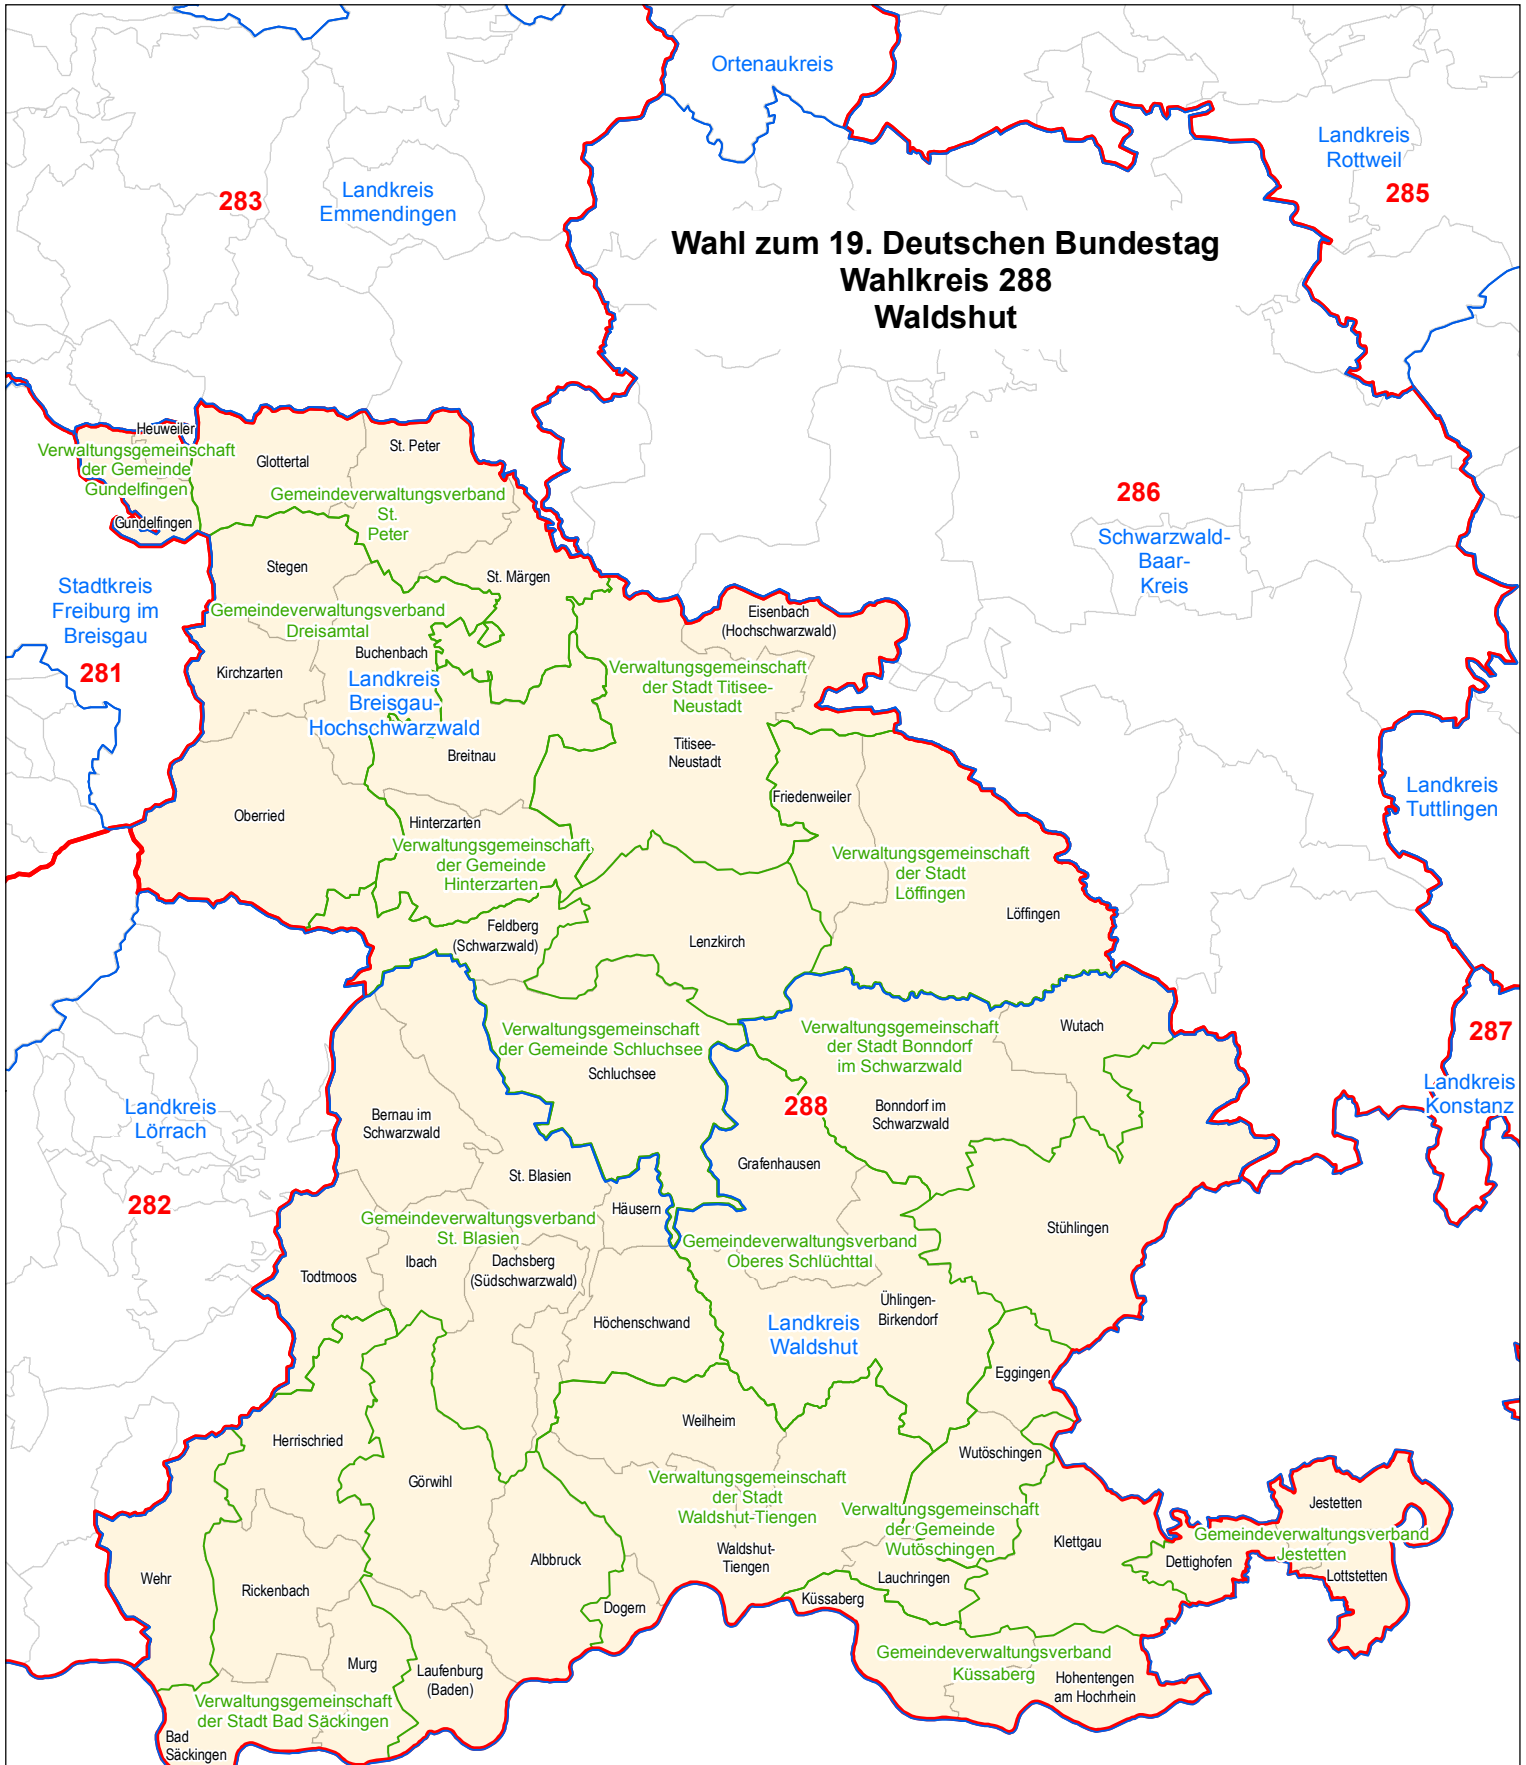 Ortenaukreis
Landkreis
Rottweil
285
283
Landkreis
Emmendingen
Wahl zum 19. Deutschen Bundestag
Wahlkreis 288
Waldshut
Heuweiler
Verwaltungsgemeinschaft
der Gemeinde
Gundelfingen
Gundelfingen
Glottertal
St. Peter
Gemeindeverwaltungsverband
St.
Peter
286
Schwarzwald-
Baar-
Kreis
Stegen
St. Märgen
Stadtkreis
Freiburg im
Breisgau
281
Gemeindeverwaltungsverband
Dreisamtal
Eisenbach
(Hochschwarzwald)
Buchenbach
Kirchzarten
Landkreis
Breisgau-
Hochschwarzwald
Verwaltungsgemeinschaft
der Stadt Titisee-
Neustadt
Titisee-
Neustadt
Breitnau
Friedenweiler
Landkreis
Tuttlingen
Oberried
Hinterzarten
Verwaltungsgemeinschaft
der Gemeinde
Hinterzarten
Verwaltungsgemeinschaft
der Stadt
Löffingen
Löffingen
Feldberg
(Schwarzwald)
Lenzkirch
Verwaltungsgemeinschaft
der Gemeinde Schluchsee
Schluchsee
Verwaltungsgemeinschaft
der Stadt Bonndorf
im Schwarzwald
Wutach
287
Landkreis
Konstanz
288
Bonndorf im
Schwarzwald
Landkreis
Lörrach
282
Bernau im
Schwarzwald
Grafenhausen
St. Blasien
Häusern
Gemeindeverwaltungsverband
St. Blasien
Stühlingen
Gemeindeverwaltungsverband
Oberes Schlüchttal
Ibach
Dachsberg
(Südschwarzwald)
Todtmoos
Höchenschwand
Ühlingen-
Birkendorf
Landkreis
Waldshut
Eggingen
Weilheim
Herrischried
Wutöschingen
Görwihl
Verwaltungsgemeinschaft
der Stadt
Waldshut-Tiengen
Waldshut-
Tiengen
Verwaltungsgemeinschaft
der Gemeinde
Wutöschingen
Klettgau
Jestetten
Gemeindeverwaltungsverband
Jestetten
Dettighofen
Lottstetten
Albbruck
Wehr
Rickenbach
Lauchringen
Küssaberg
Dogern
Gemeindeverwaltungsverband
Küssaberg
Hohentengen
am Hochrhein
Murg
Laufenburg
(Baden)
Verwaltungsgemeinschaft
der Stadt Bad Säckingen
Bad
Säckingen